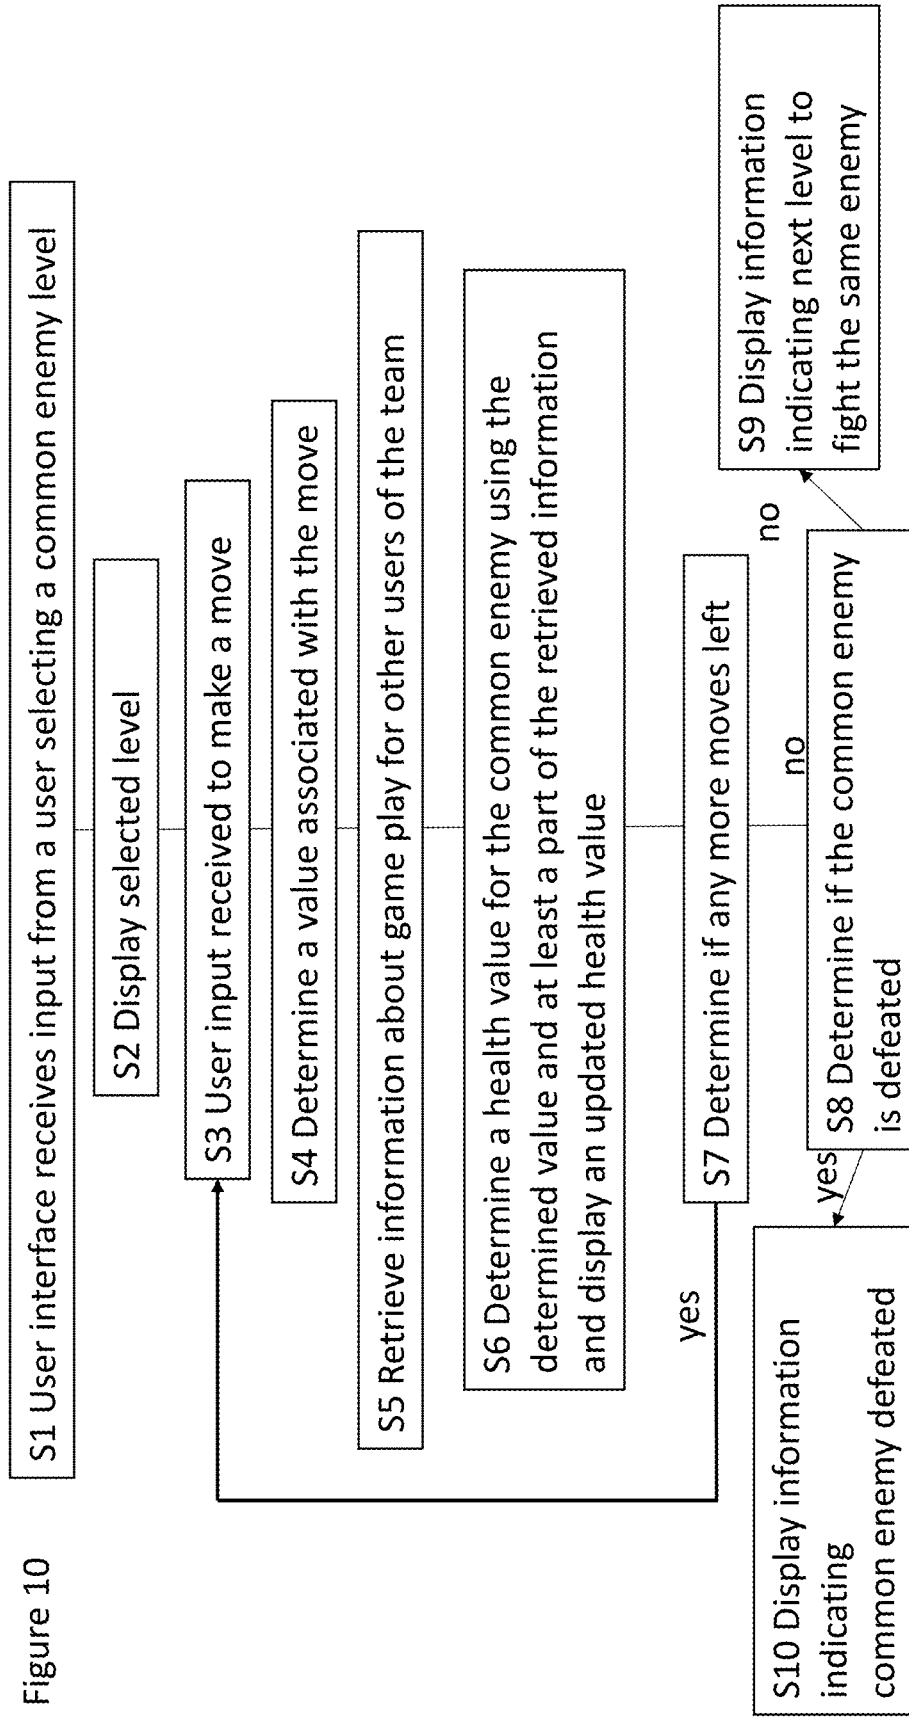 Figure 10
S1 User interface receives input from a user selecting a common enemy level
S2 Display selected level
S3 User input received to make a move
S4 Determine a value associated with the move
S5 Retrieve information about game play for other users of the team
S6 Determine a health value for the common enemy using the
determined value and at least a part of the retrieved information
and display an updated health value
yes
S7 Determine if any more moves left
no
S8 Determine if the common enemy
is defeated
yes
no
S10 Display information
indicating
common enemy defeated
S9 Display information
indicating next level to
fight the same enemy